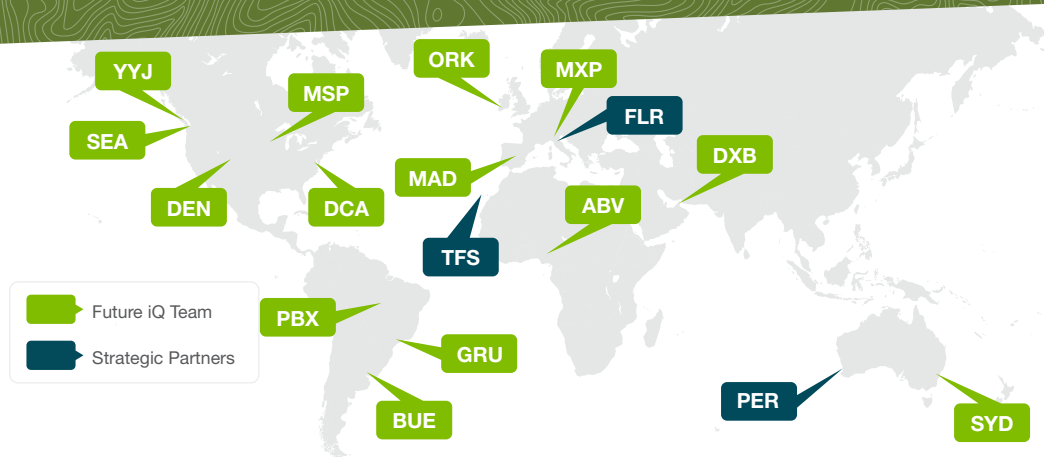 ORK
MXP
YYJ
MSP
FLR
SEA
DXB
MAD
DEN
DCA
ABV
TFS
Future iQ Team
PBX
Strategic Partners
GRU
PER
BUE
SYD